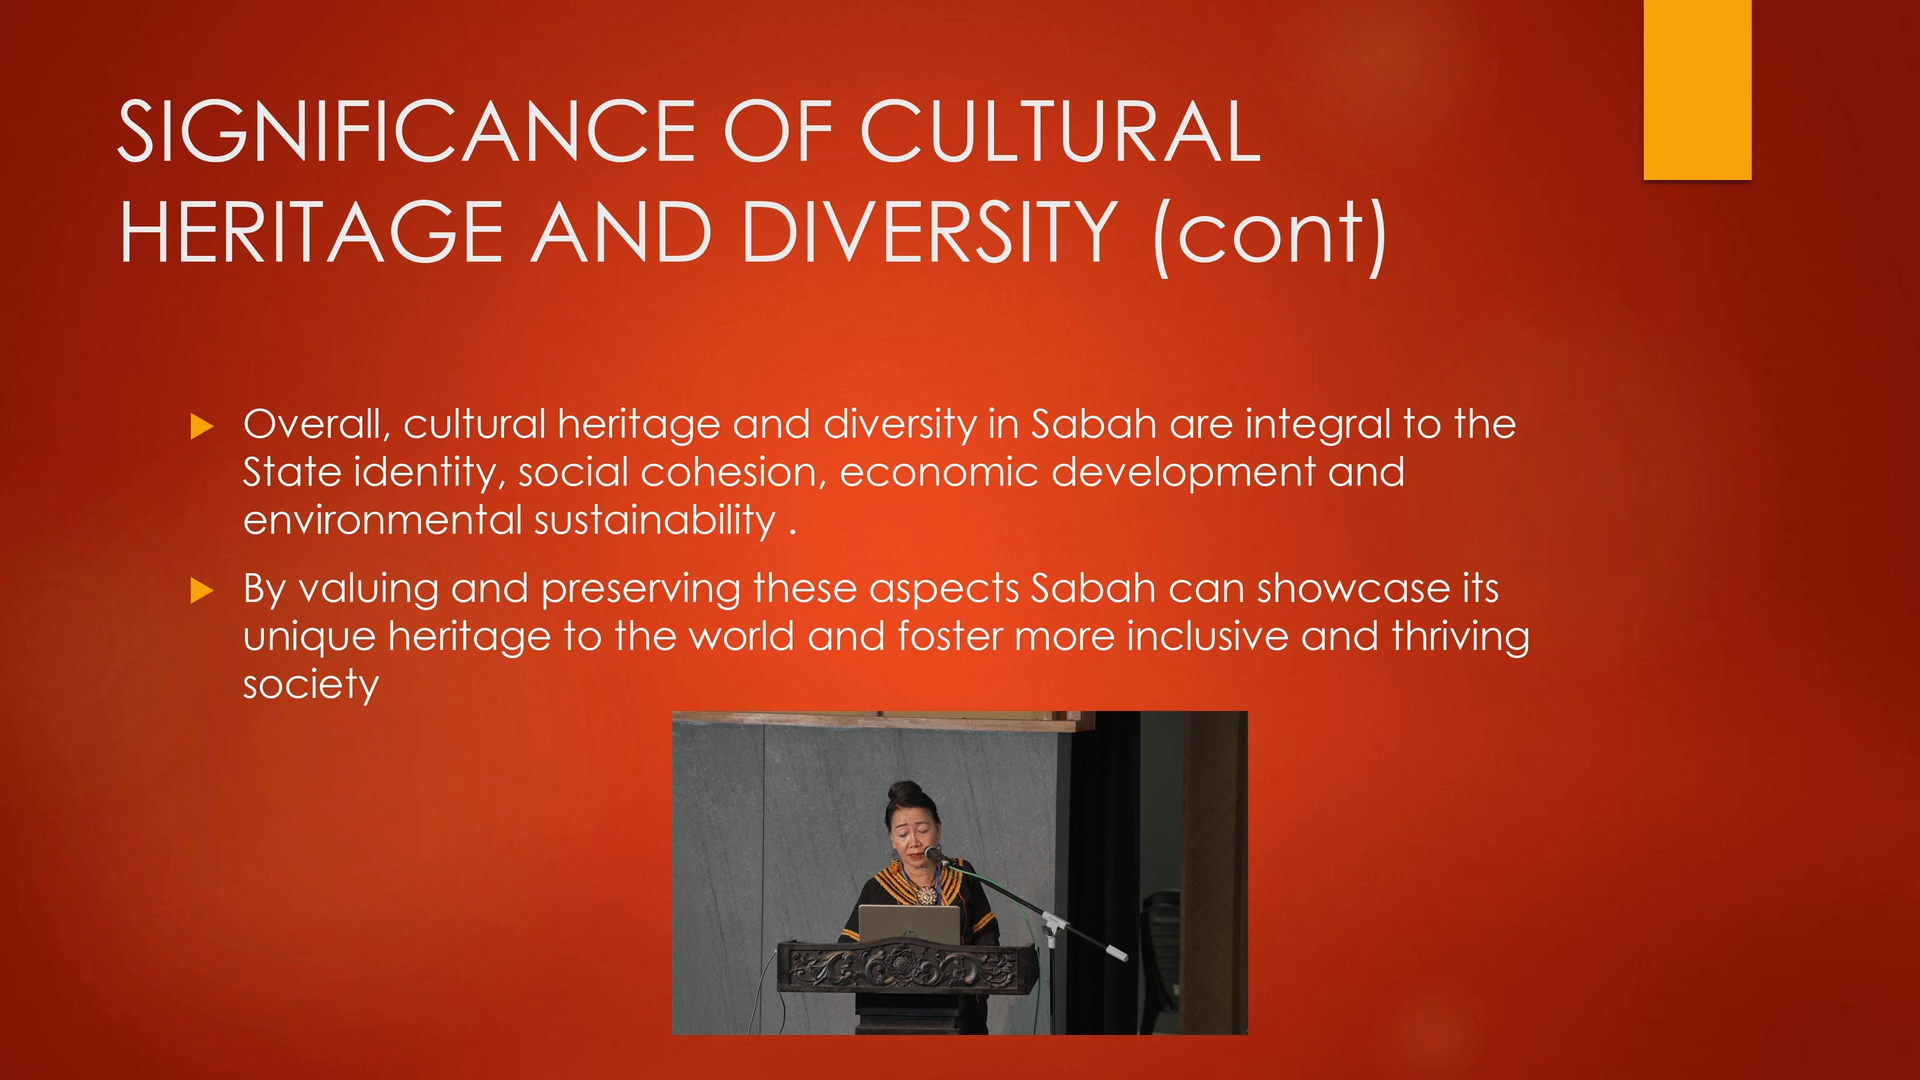 SIGNIFICANCE OF CULTURAL
HERITAGE AND DIVERSITY (cont)
Overall, cultural heritage and diversity in Sabah are integral to the
State identity, social cohesion, economic development and
environmental sustainability .
By valuing and preserving these aspects Sabah can showcase its
unique heritage to the world and foster more inclusive and thriving
society